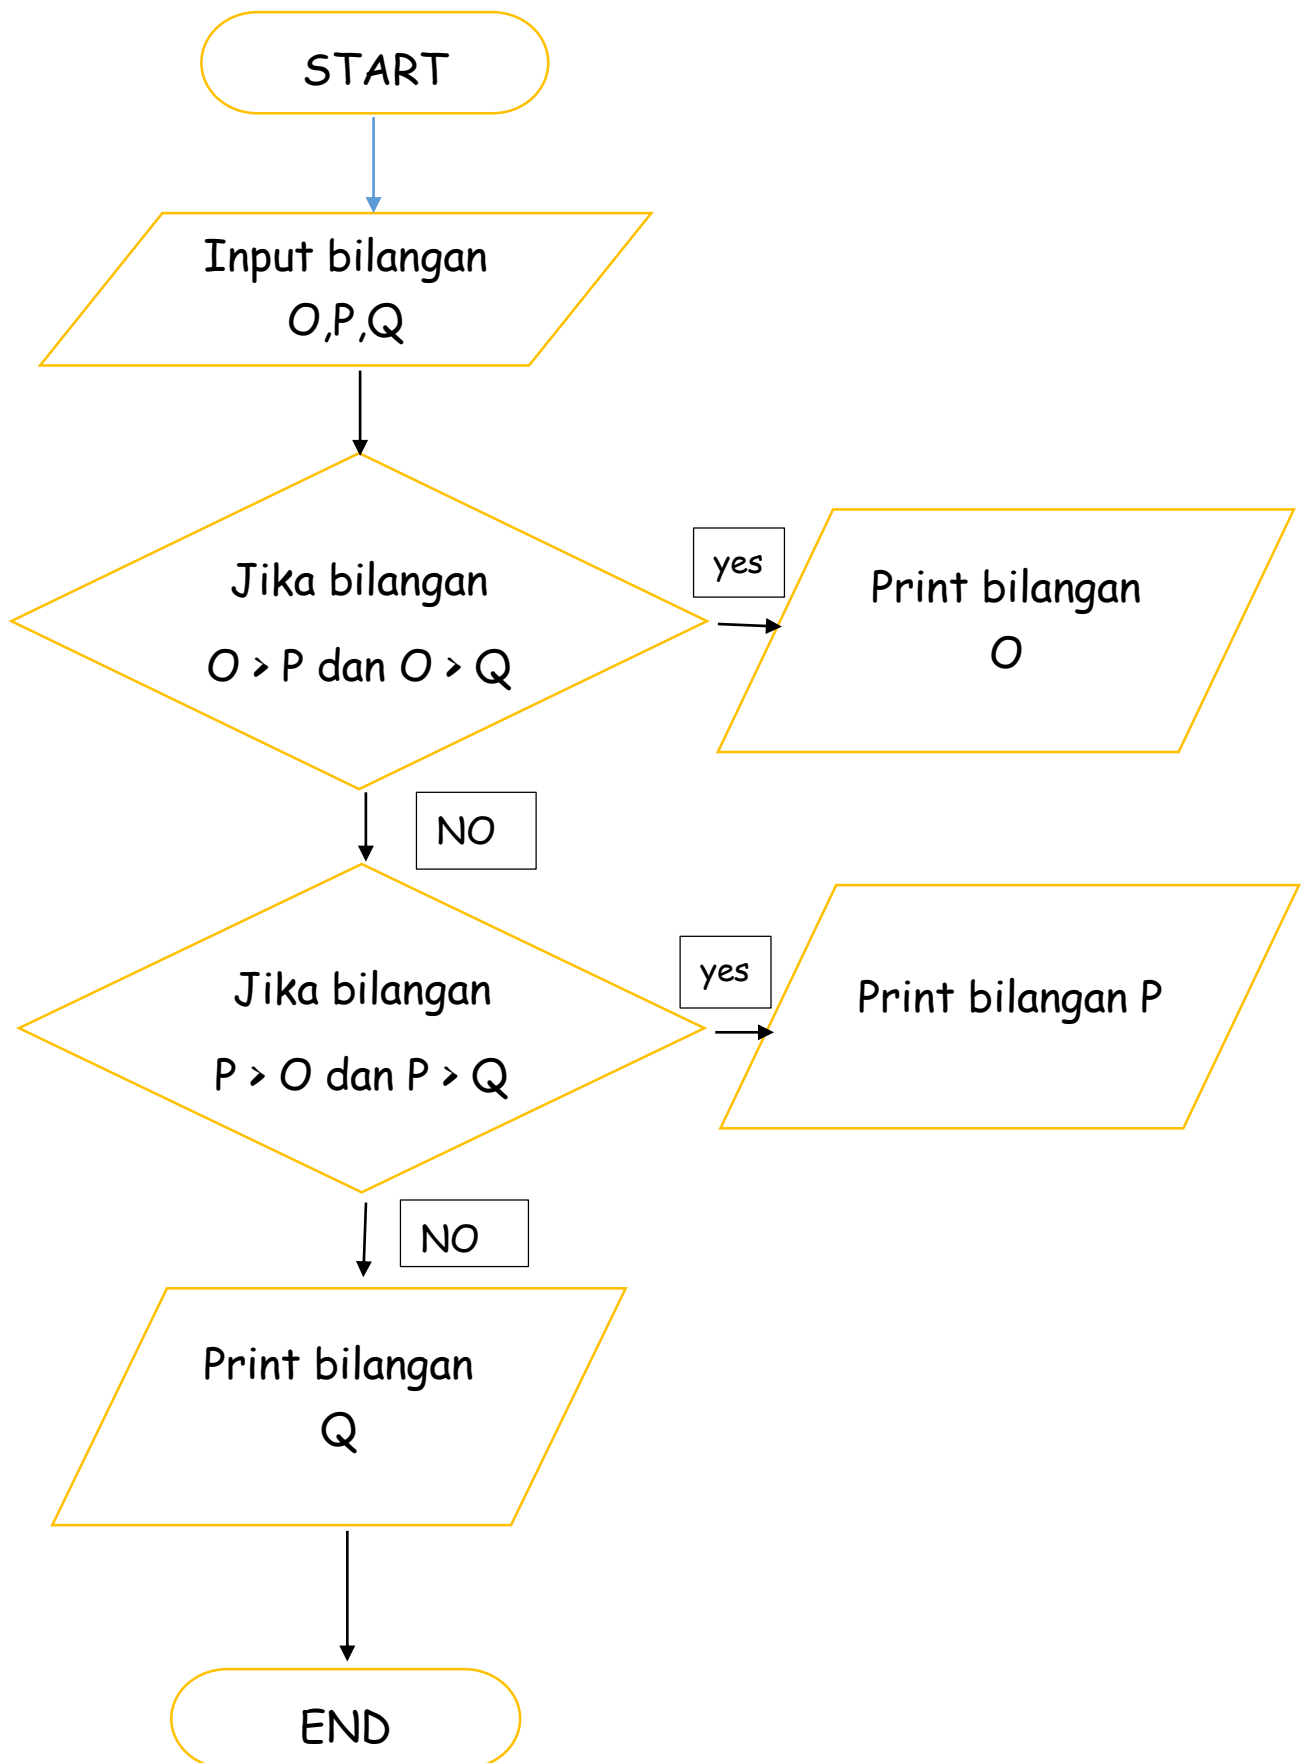 START
Input bilangan
O,P,Q
Jika bilangan
O > P dan O > Q
yes
Print bilangan
O
NO
Jika bilangan
P > O dan P > Q
yes
Print bilangan P
NO
Print bilangan
Q
END